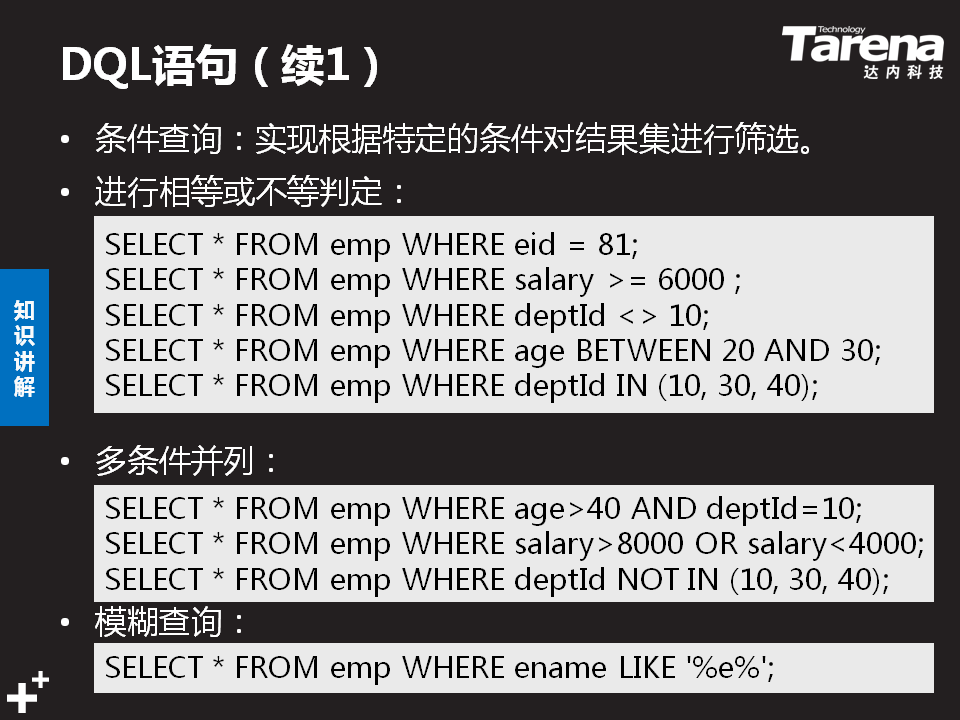 Technology
Tarena
达内科技
DQL语句（续1）
• 条件查询：实现根据特定的条件对结果集进行筛选。
• 进行相等或不等判定：
SELECT * FROM emp WHERE eid = 81;
SELECT * FROM emp WHERE salary >= 6000 ;
SELECT * FROM emp WHERE deptId <> 10;
SELECT * FROM emp WHERE age BETWEEN 20 AND 30;
SELECT * FROM emp WHERE deptId IN (10, 30, 40);
知识讲解
• 多条件并列：
SELECT * FROM emp WHERE age>40 AND deptId=10;
SELECT * FROM emp WHERE salary>8000 OR salary<4000;
SELECT * FROM emp WHERE deptId NOT IN (10, 30, 40);
• 模糊查询：
SELECT * FROM emp WHERE ename LIKE '%e%';